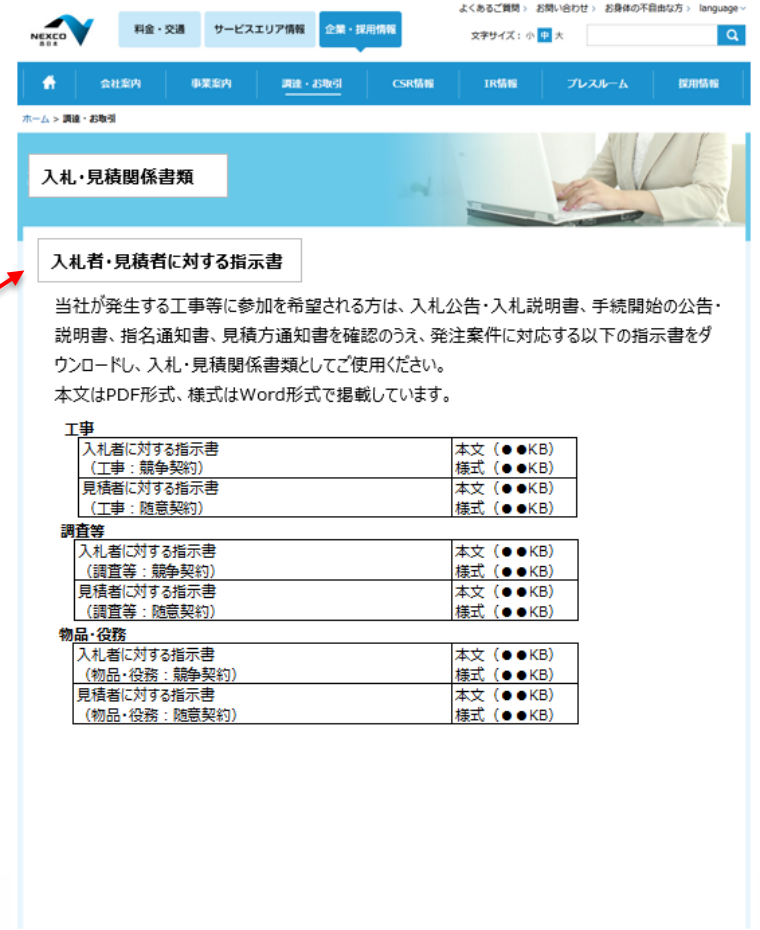 よくあるご質問› お問い合わせ› お身体の不自由な方› language
NEXCO
西日本
料金・交通 サービスエリア情報 企業・採用情報
文字サイズ: 小 中 大
会社案内 事業案内 調達・お取引 CSR情報 IR情報 プレスルーム 採用情報
ホーム > 調達・お取引
入札・見積関係書類
入札者・見積者に対する指示書
当社が発生する工事等に参加を希望される方は、入札公告・入札説明書、手続開始の公告・
説明書、指名通知書、見積方通知書を確認のうえ、発注案件に対応する以下の指示書をダ
ウンロードし、入札・見積関係書類としてご使用ください。
本文はPDF形式、様式はWord形式で掲載しています。
工事
入札者に対する指示書 本文(●●KB)
(工事:競争契約) 様式(●●KB)
見積者に対する指示書 本文(●●KB)
(工事:随意契約) 様式(●●KB)
調査等
入札者に対する指示書 本文(●●KB)
(調査等:競争契約) 様式(●●KB)
見積者に対する指示書 本文(●●KB)
(調査等:随意契約) 様式(●●KB)
物品・役務
入札者に対する指示書 本文(●●KB)
(物品・役務:競争契約) 様式(●●KB)
見積者に対する指示書 本文(●●KB)
(物品・役務:随意契約) 様式(●●KB)